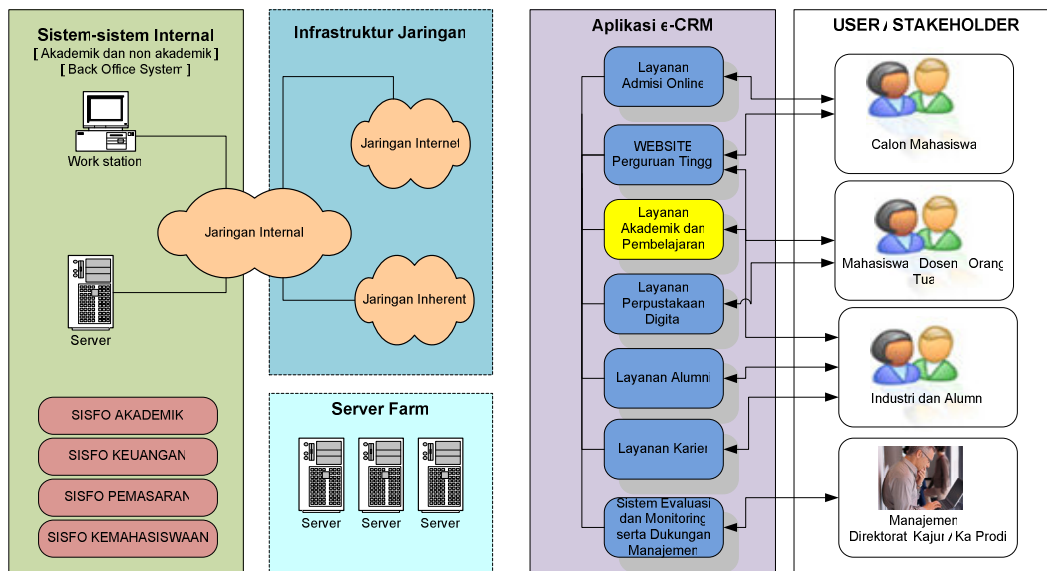 Sistem-sistem Internal
[ Akademik dan non akademik ]
[ Back Office System ]
Work station
Server
SISFO AKADEMIK
SISFO KEUANGAN
SISFO PEMASARAN
SISFO KEMAHASISWAAN
Infrastruktur Jaringan
Jaringan Internet
Jaringan Internal
Jaringan Inherent
Server Farm
Server
Server
Server
Aplikasi e-CRM
Layanan
Admisi Online
WEBSITE
Perguruan Tingg
Layanan
Akademik dan
Pembelajaran
Layanan
Perpustakaan
Digita
Layanan Alumni
Layanan Karier
Sistem Evaluasi
dan Monitoring
serta Dukungan
Manajemen
USER / STAKEHOLDER
Calon Mahasiswa
Mahasiswa Dosen Orang
Tua
Industri dan Alumn
Manajemen
Direktorat Kajur / Ka Prodi